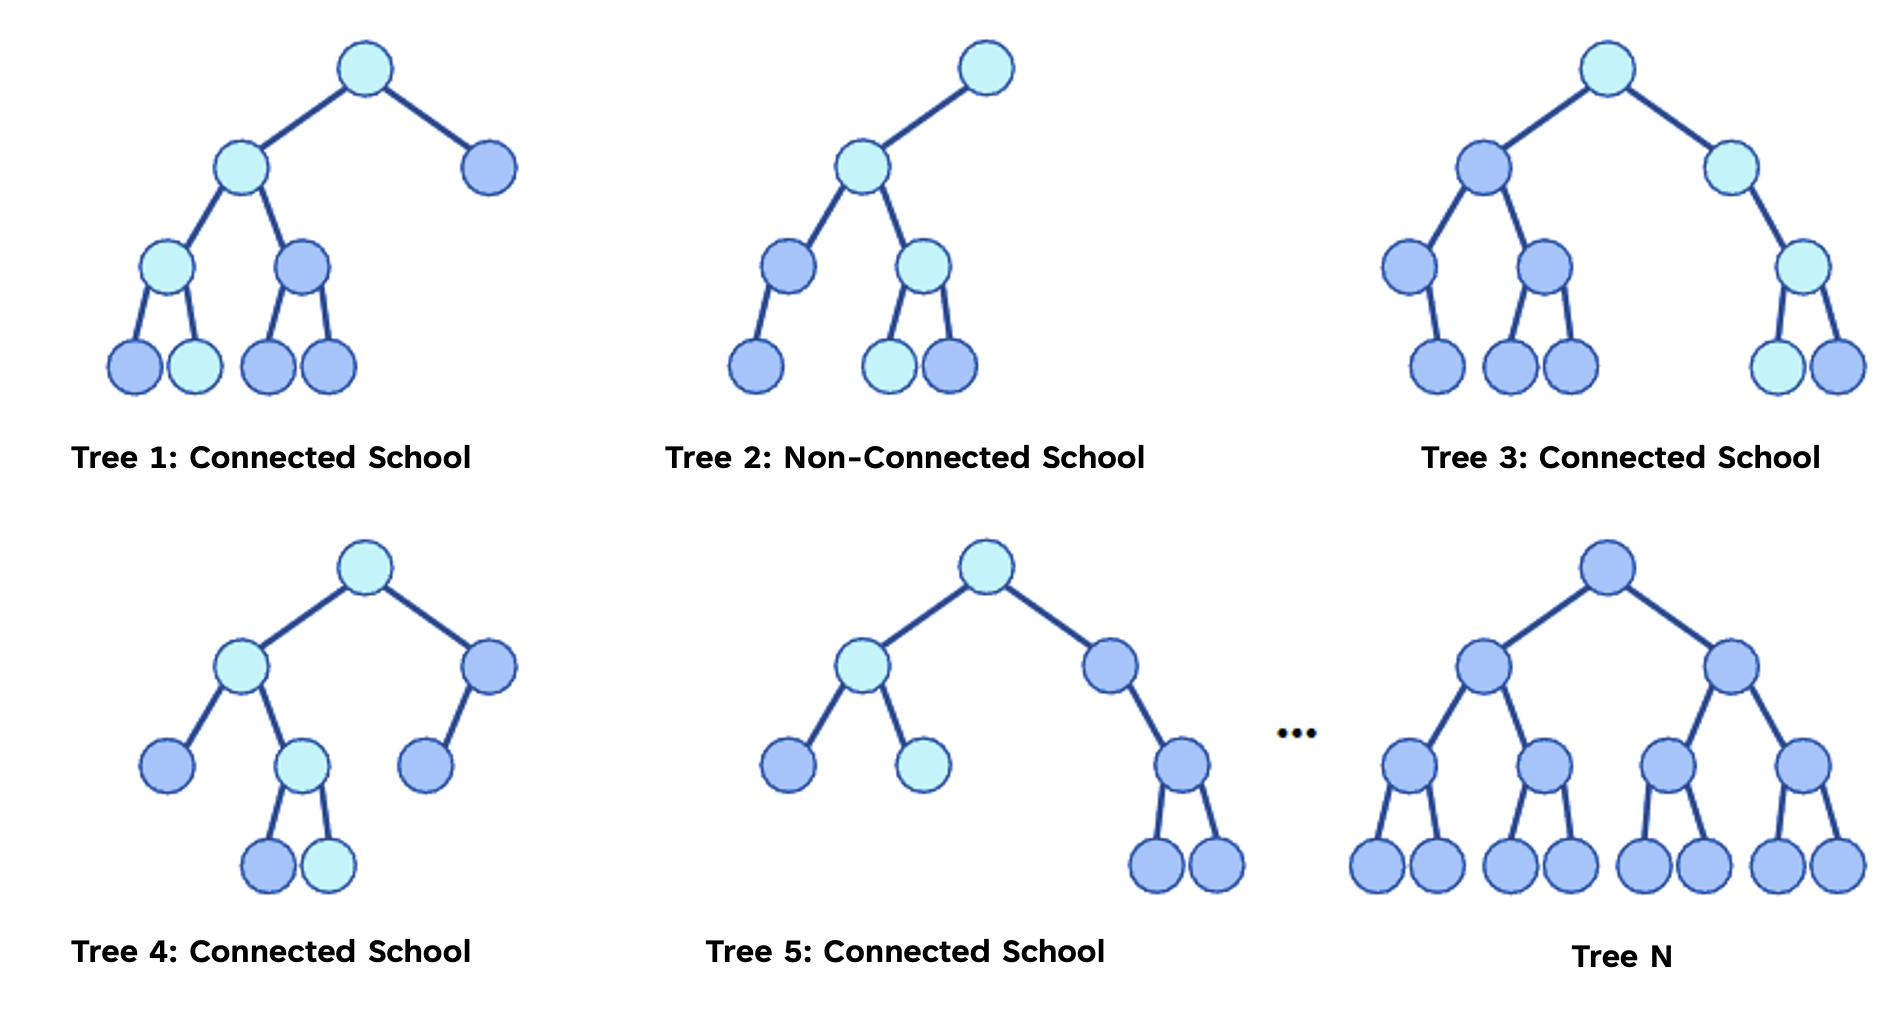 Tree 1: Connected School
Tree 2: Non-Connected School
Tree 3: Connected School
Tree 4: Connected School
Tree 5: Connected School
...
Tree N